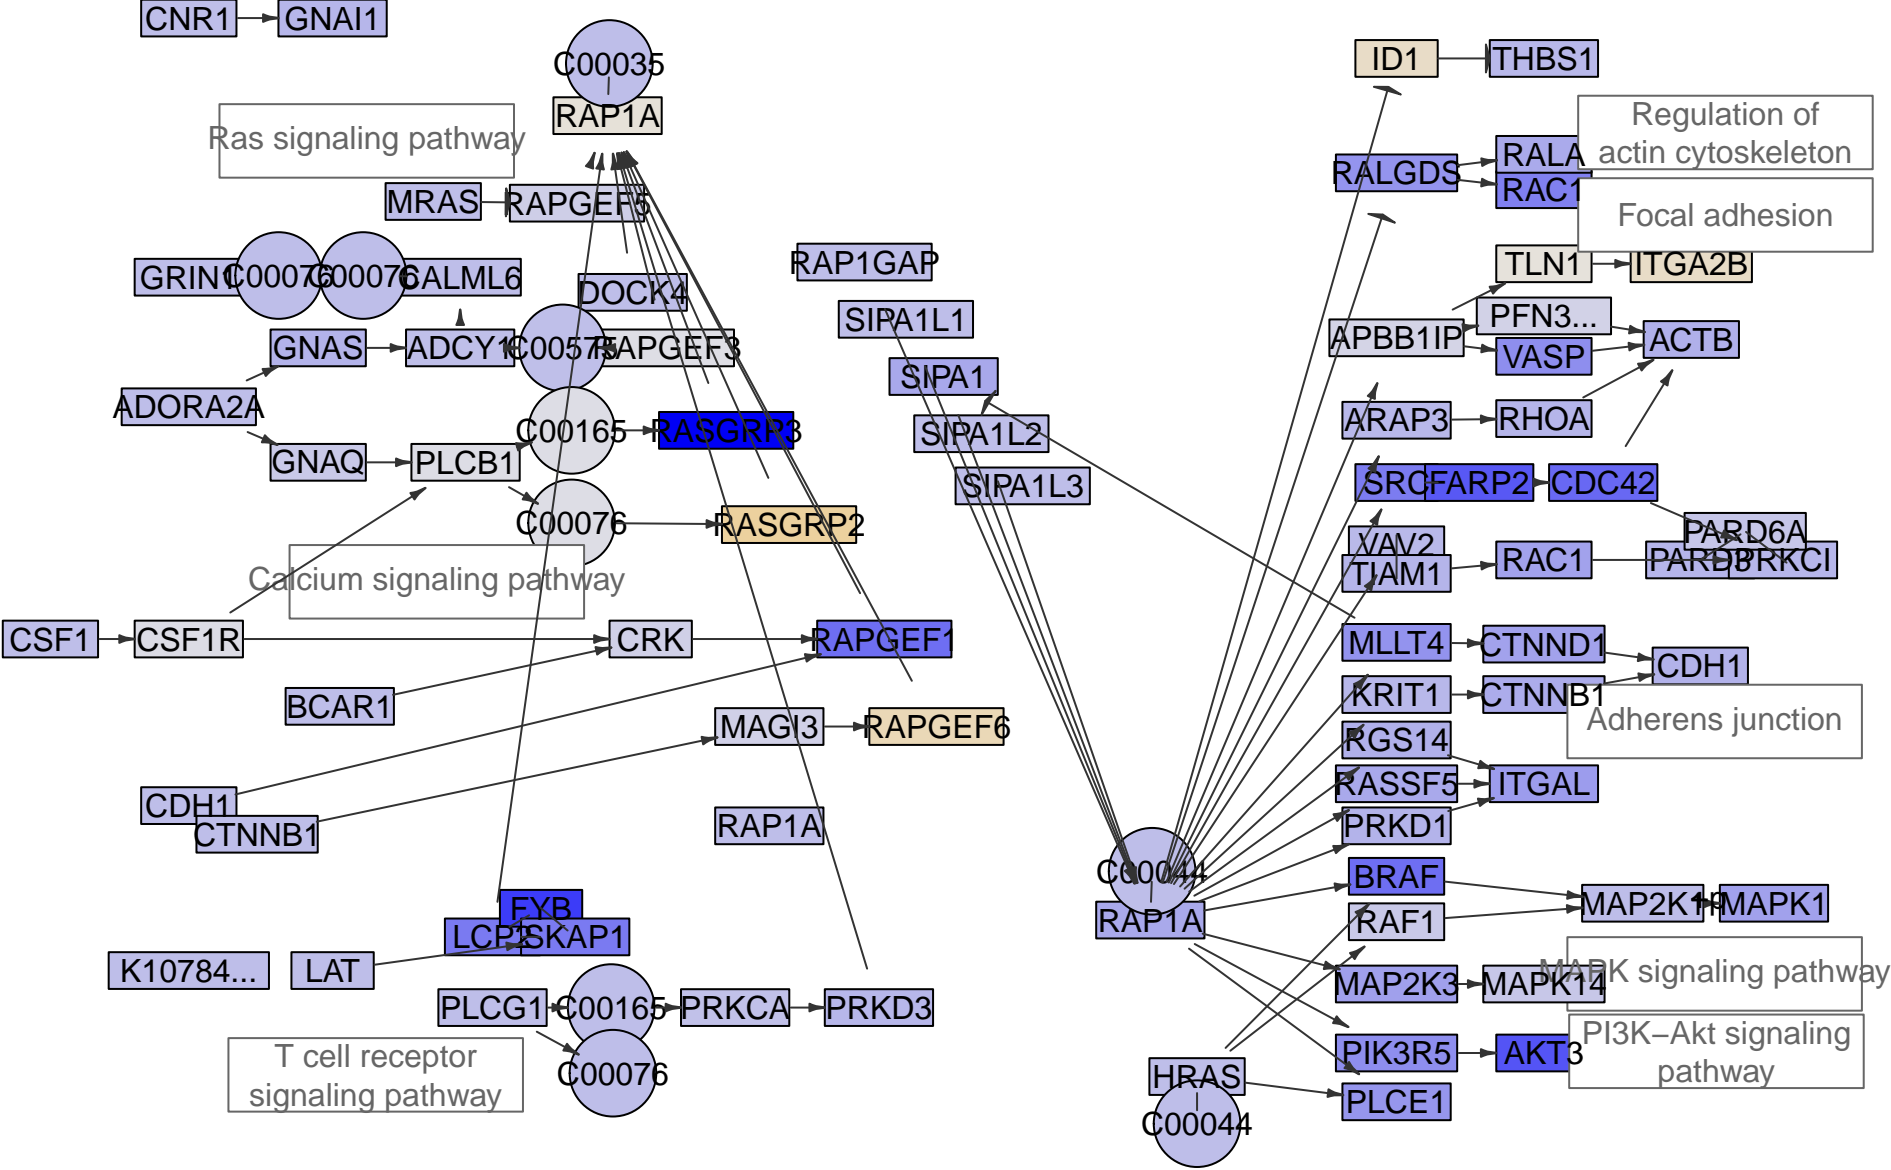 CNR1
GNAI1
C00035
RAP1A
Ras signaling pathway
MRAS
RAPGEF5
GRIN1
C00076
C00076
CALML6
DOCK4
GNAS
ADCY1
C00575
RAPGEF3
ADORA2A
GNAQ
PLCB1
C00165
RASGRP3
C00076
RASGRP2
Calcium signaling pathway
CSF1
CSF1R
CRK
RAPGEF1
BCAR1
MAGI3
RAPGEF6
CDH1
CTNNB1
RAP1A
FYB
LCP2
SKAP1
K10784...
LAT
PLCG1
C00165
PRKCA
PRKD3
C00076
T cell receptor
signaling pathway
RAP1GAP
SIPA1L1
SIPA1
SIPA1L2
SIPA1L3
C00044
RAP1A
HRAS
C00044
ID1
THBS1
Regulation of
actin cytoskeleton
RALGDS
RALA
RAC1
Focal adhesion
TLN1
ITGA2B
APBB1IP
PFN3...
VASP
ACTB
ARAP3
RHOA
SRC
FARP2
CDC42
VAV2
TIAM1
RAC1
PARD6A
PARD3
PRKCI
MLLT4
CTNND1
CDH1
KRIT1
CTNNB1
Adherens junction
RGS14
RASSF5
ITGAL
PRKD1
BRAF
RAF1
MAP2K1
+p
MAPK1
MAP2K3
MAPK14
MAPK signaling pathway
PIK3R5
AKT3
PI3K−Akt signaling
pathway
PLCE1